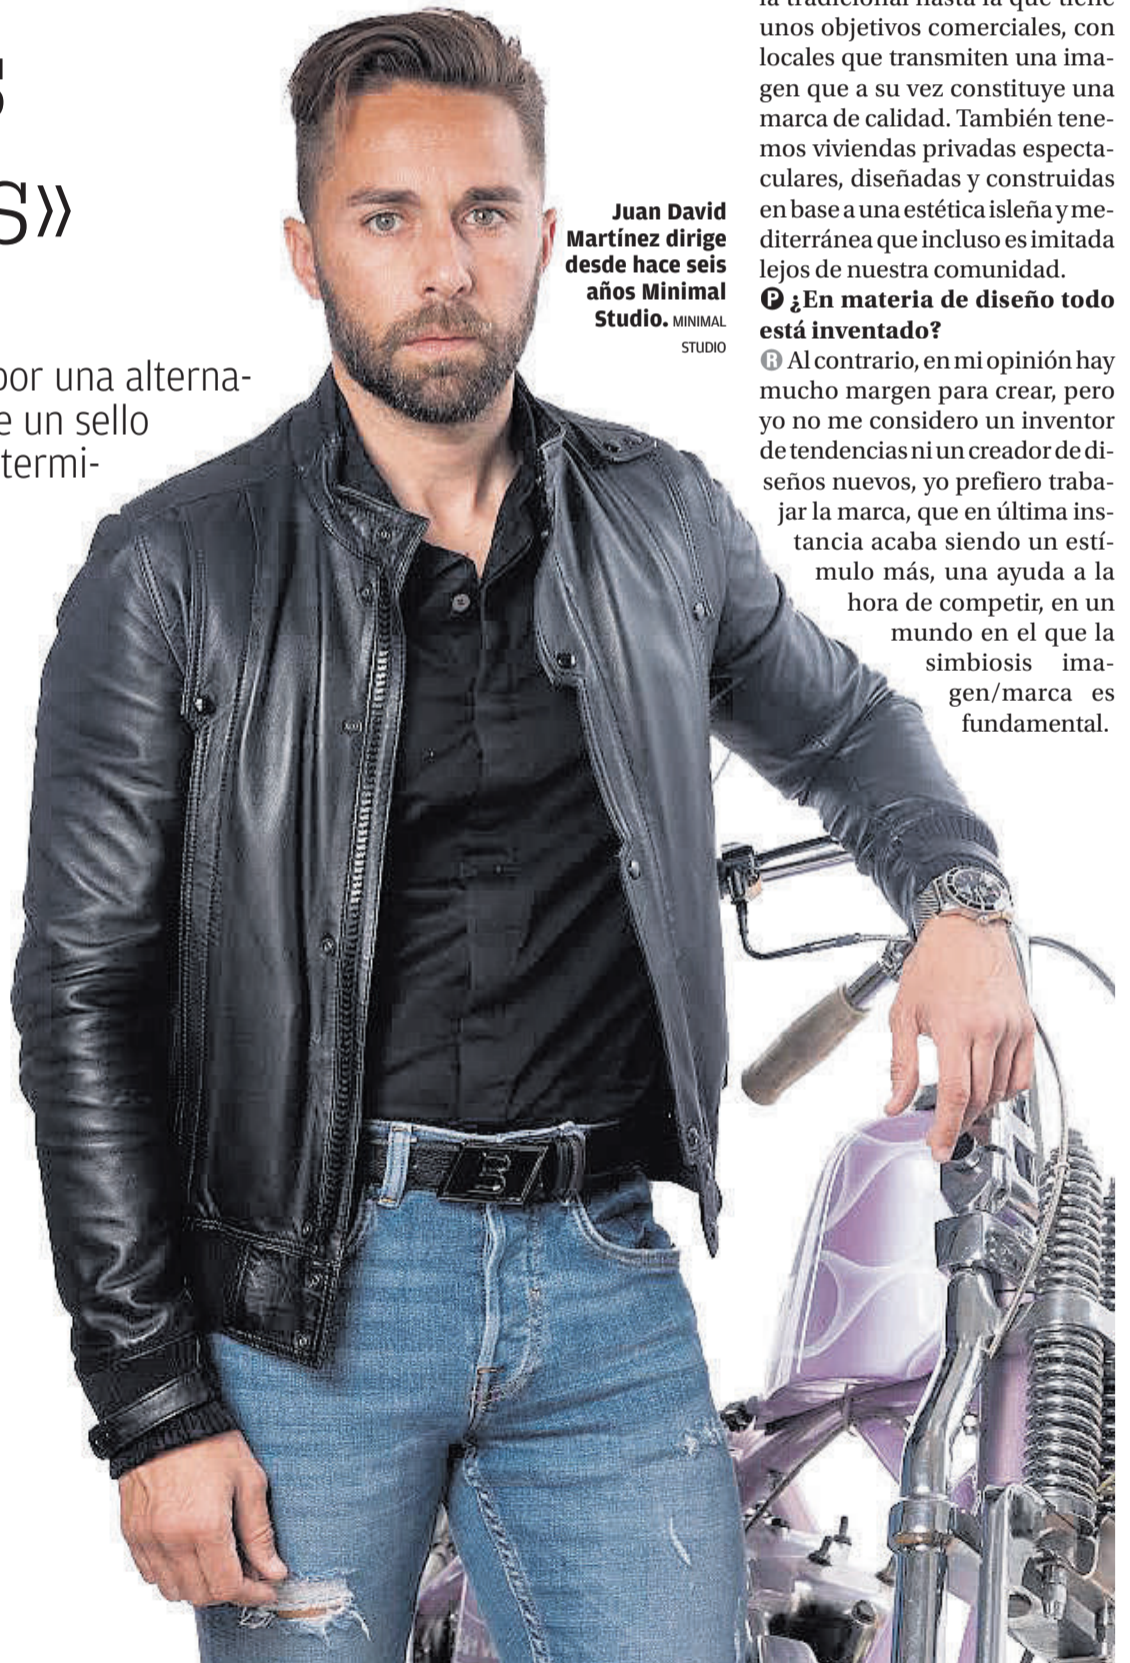 S
S»
por una alterna-
e un sello
termi-
Juan David
Martínez dirige
desde hace seis
años Minimal
Studio. MINIMAL
STUDIO
unos objetivos comerciales, con
locales que transmiten una ima-
gen que a su vez constituye una
marca de calidad. También tene-
mos viviendas privadas especta-
culares, diseñadas y construidas
en base a una estética isleña y me-
diterránea que incluso es imitada
lejos de nuestra comunidad.
P ¿En materia de diseño todo
está inventado?
R Al contrario, en mi opinión hay
mucho margen para crear, pero
yo no me considero un inventor
de tendencias ni un creador de di-
seños nuevos, yo prefiero traba-
jar la marca, que en última ins-
tancia acaba siendo un estí-
mulo más, una ayuda a la
hora de competir, en un
mundo en el que la
simbiosis ima-
gen/marca es
fundamental.